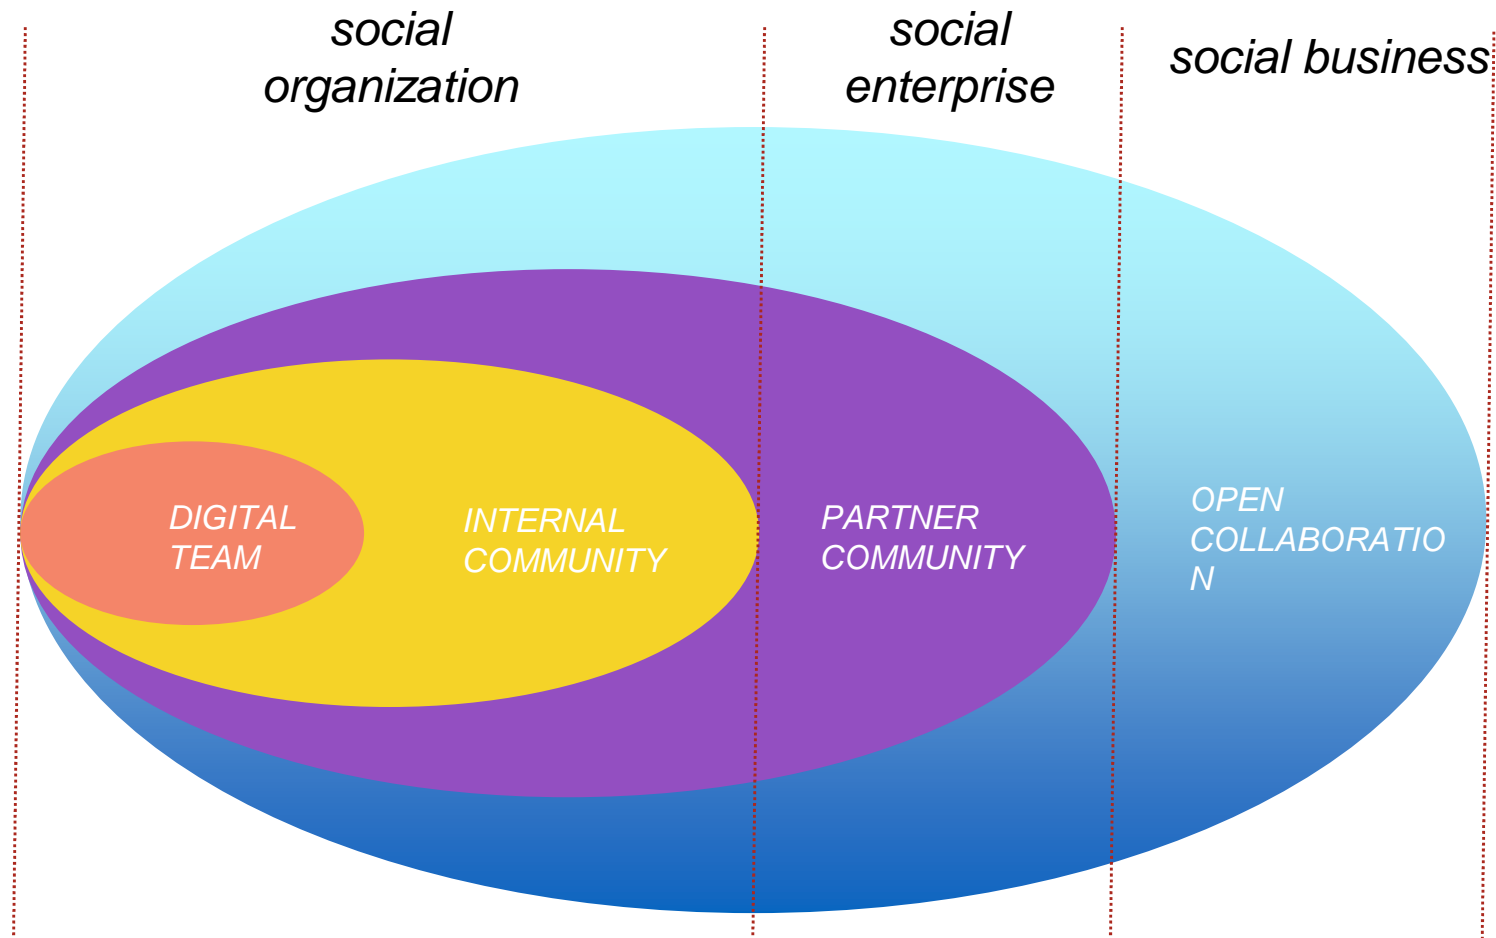 social
organization
social
enterprise
social business
DIGITAL
TEAM
INTERNAL
COMMUNITY
PARTNER
COMMUNITY
OPEN
COLLABORATIO
N